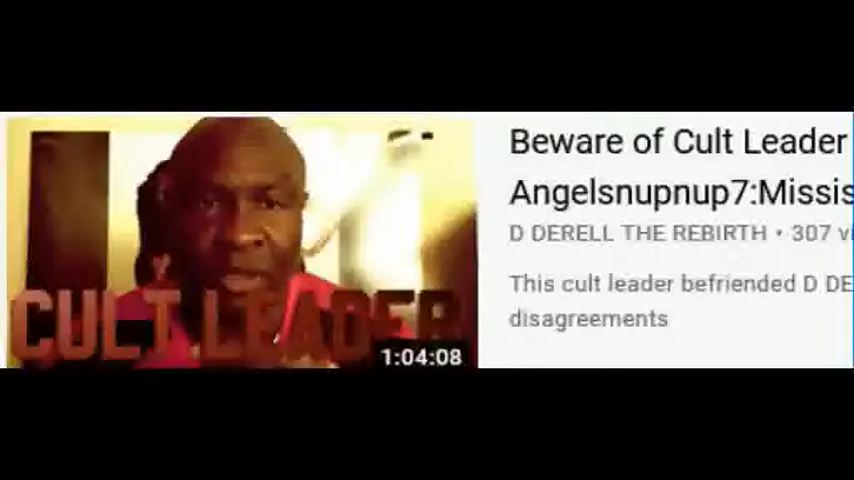 CULT LEADER
1:04:08
Beware of Cult Leader
Angelsnupnup7:Missis
D DERELL THE REBIRTH • 307 vi
This cult leader befriended D DE
disagreements